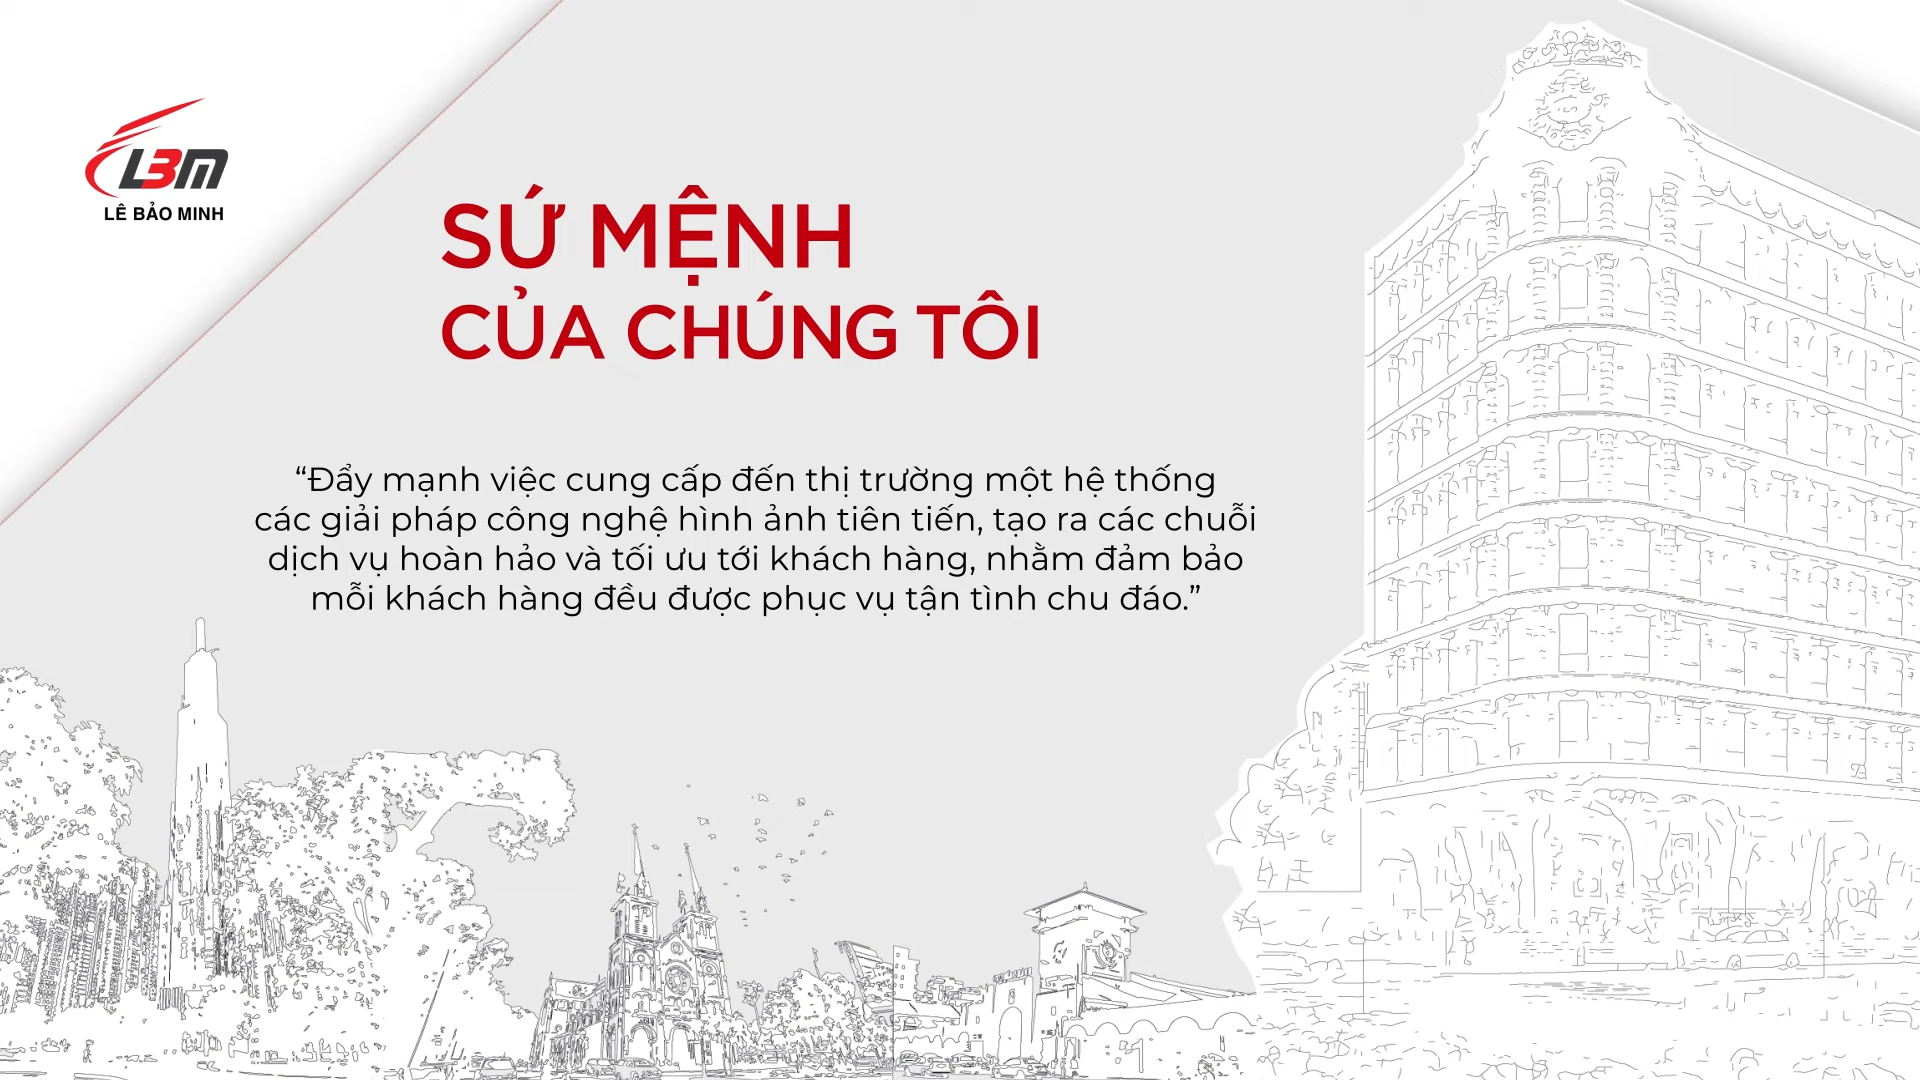 LBM
LÊ BẢO MINH
SỨ MỆNH
CỦA CHÚNG TÔI
“Đẩy mạnh việc cung cấp đến thị trường một hệ thống
các giải pháp công nghệ hình ảnh tiên tiến, tạo ra các chuỗi
dịch vụ hoàn hảo và tối ưu tới khách hàng, nhằm đảm bảo
mỗi khách hàng đều được phục vụ tận tình chu đáo.”